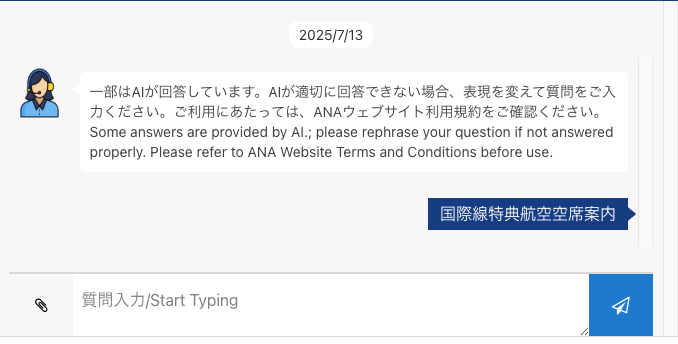 2025/7/13
一部はAIが回答しています。AIが適切に回答できない場合、表現を変えて質問をご入
力ください。ご利用にあたっては、ANAウェブサイト利用規約をご確認ください。
Some answers are provided by AI.; please rephrase your question if not answered
properly. Please refer to ANA Website Terms and Conditions before use.
国際線特典航空空席案内
質問入力/Start Typing